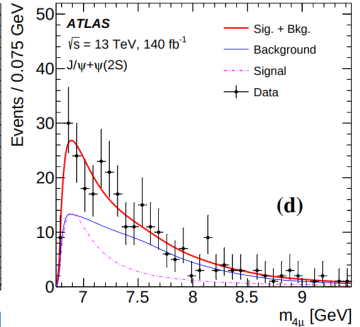 Events / 0.075 GeV
50
40
30
20
10
0
ATLAS
√s = 13 TeV, 140 fb⁻¹
J/ψ+ψ(2S)
Sig. + Bkg.
Background
Signal
Data
(d)
7 7.5 8 8.5 9
m4μ [GeV]